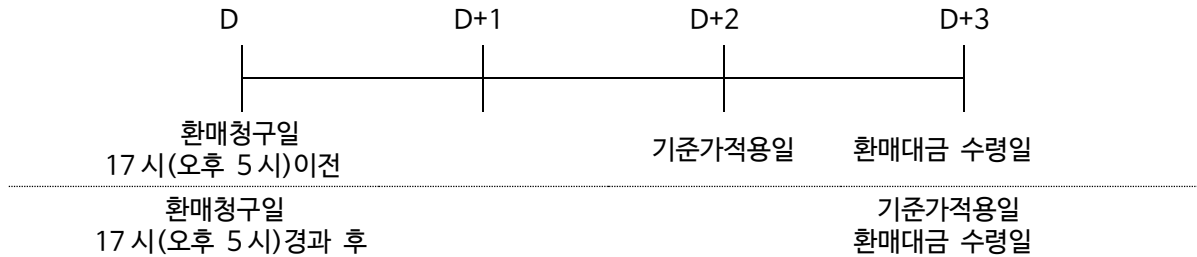 D D+1 D+2 D+3
환매청구일
17시(오후 5시)이전
기준가적용일 환매대금 수령일
환매청구일
17시(오후 5시)경과 후
기준가적용일
환매대금 수령일